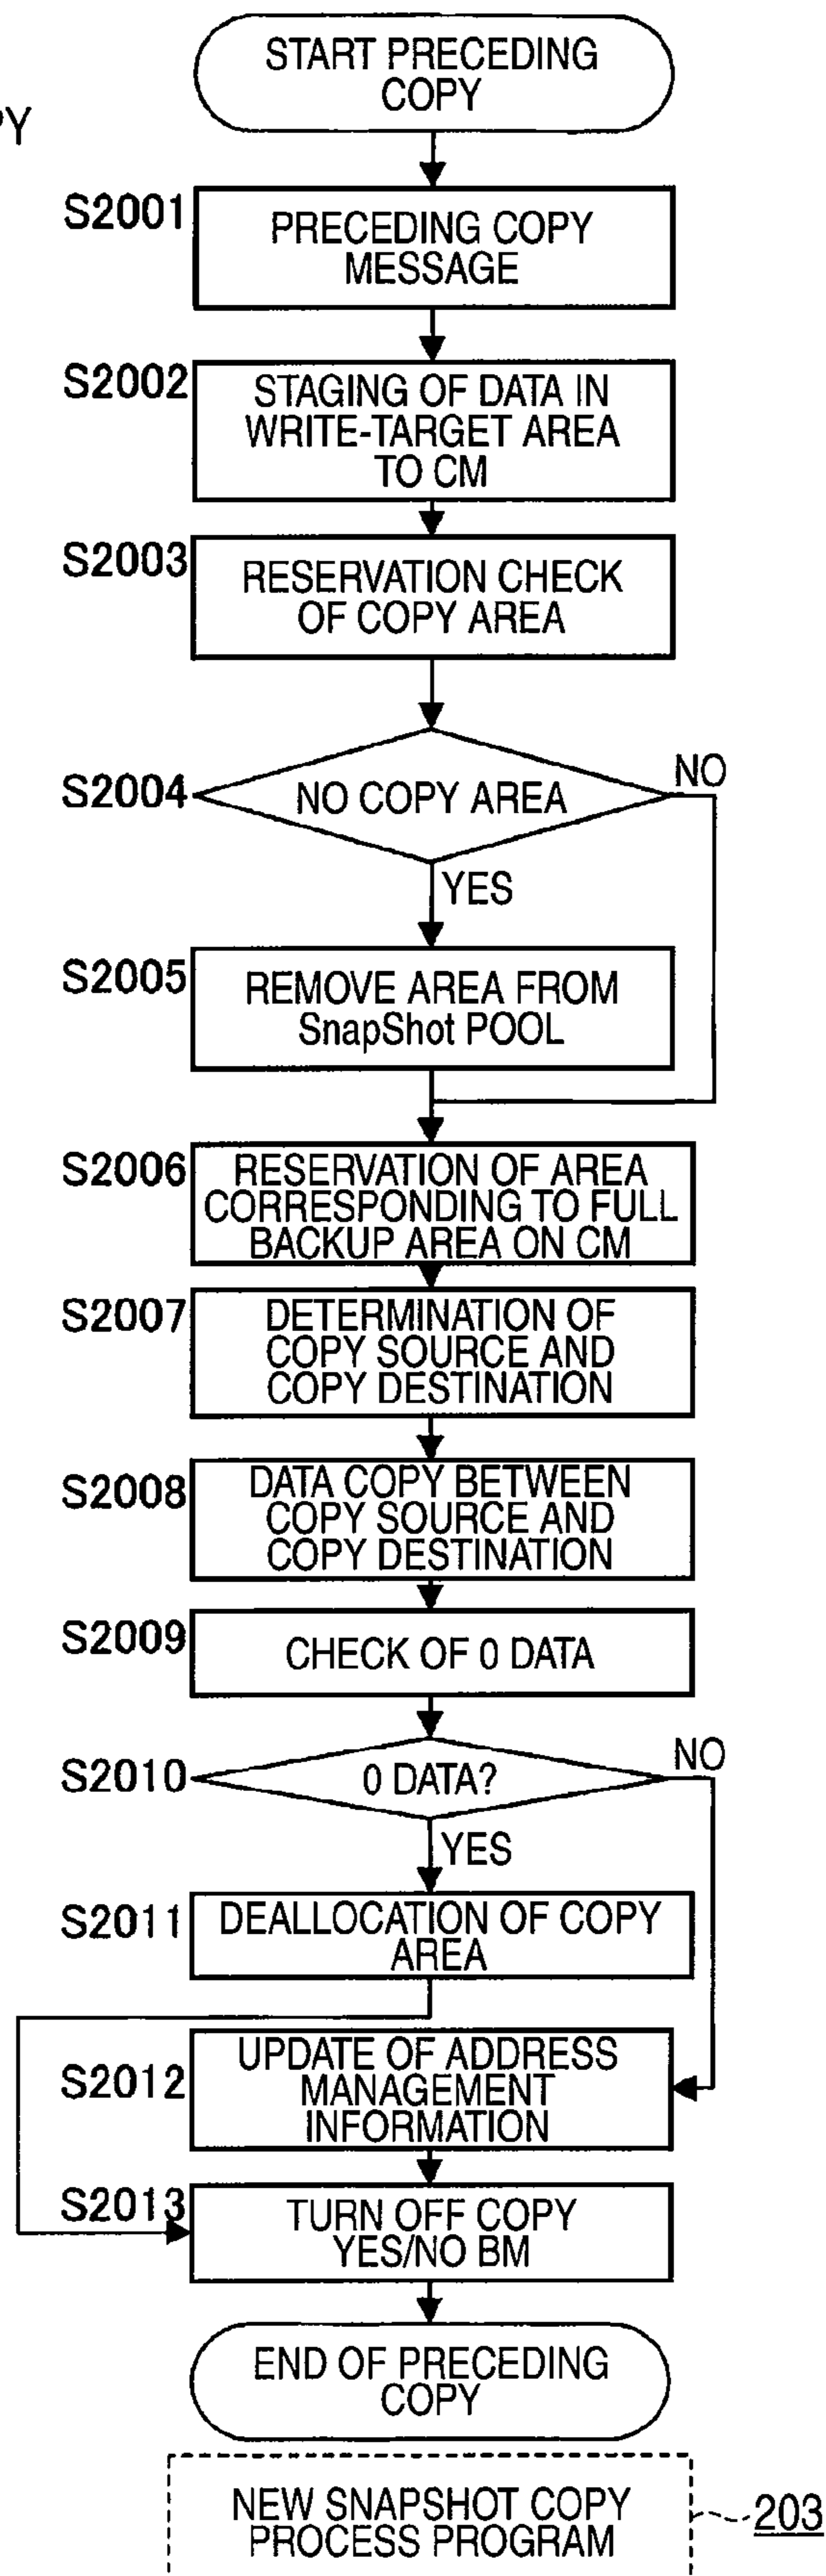 START PRECEDING
COPY
PY
S2001
PRECEDING COPY
MESSAGE
S2002
STAGING OF DATA IN
WRITE-TARGET AREA
TO CM
S2003
RESERVATION CHECK
OF COPY AREA
S2004
NO COPY AREA
NO
YES
S2005
REMOVE AREA FROM
SnapShot POOL
S2006
RESERVATION OF AREA
CORRESPONDING TO FULL
BACKUP AREA ON CM
S2007
DETERMINATION OF
COPY SOURCE AND
COPY DESTINATION
S2008
DATA COPY BETWEEN
COPY SOURCE AND
COPY DESTINATION
S2009
CHECK OF 0 DATA
S2010
0 DATA?
NO
YES
S2011
DEALLOCATION OF COPY
AREA
S2012
UPDATE OF ADDRESS
MANAGEMENT
INFORMATION
S2013
TURN OFF COPY
YES/NO BM
END OF PRECEDING
COPY
NEW SNAPSHOT COPY
PROCESS PROGRAM
203